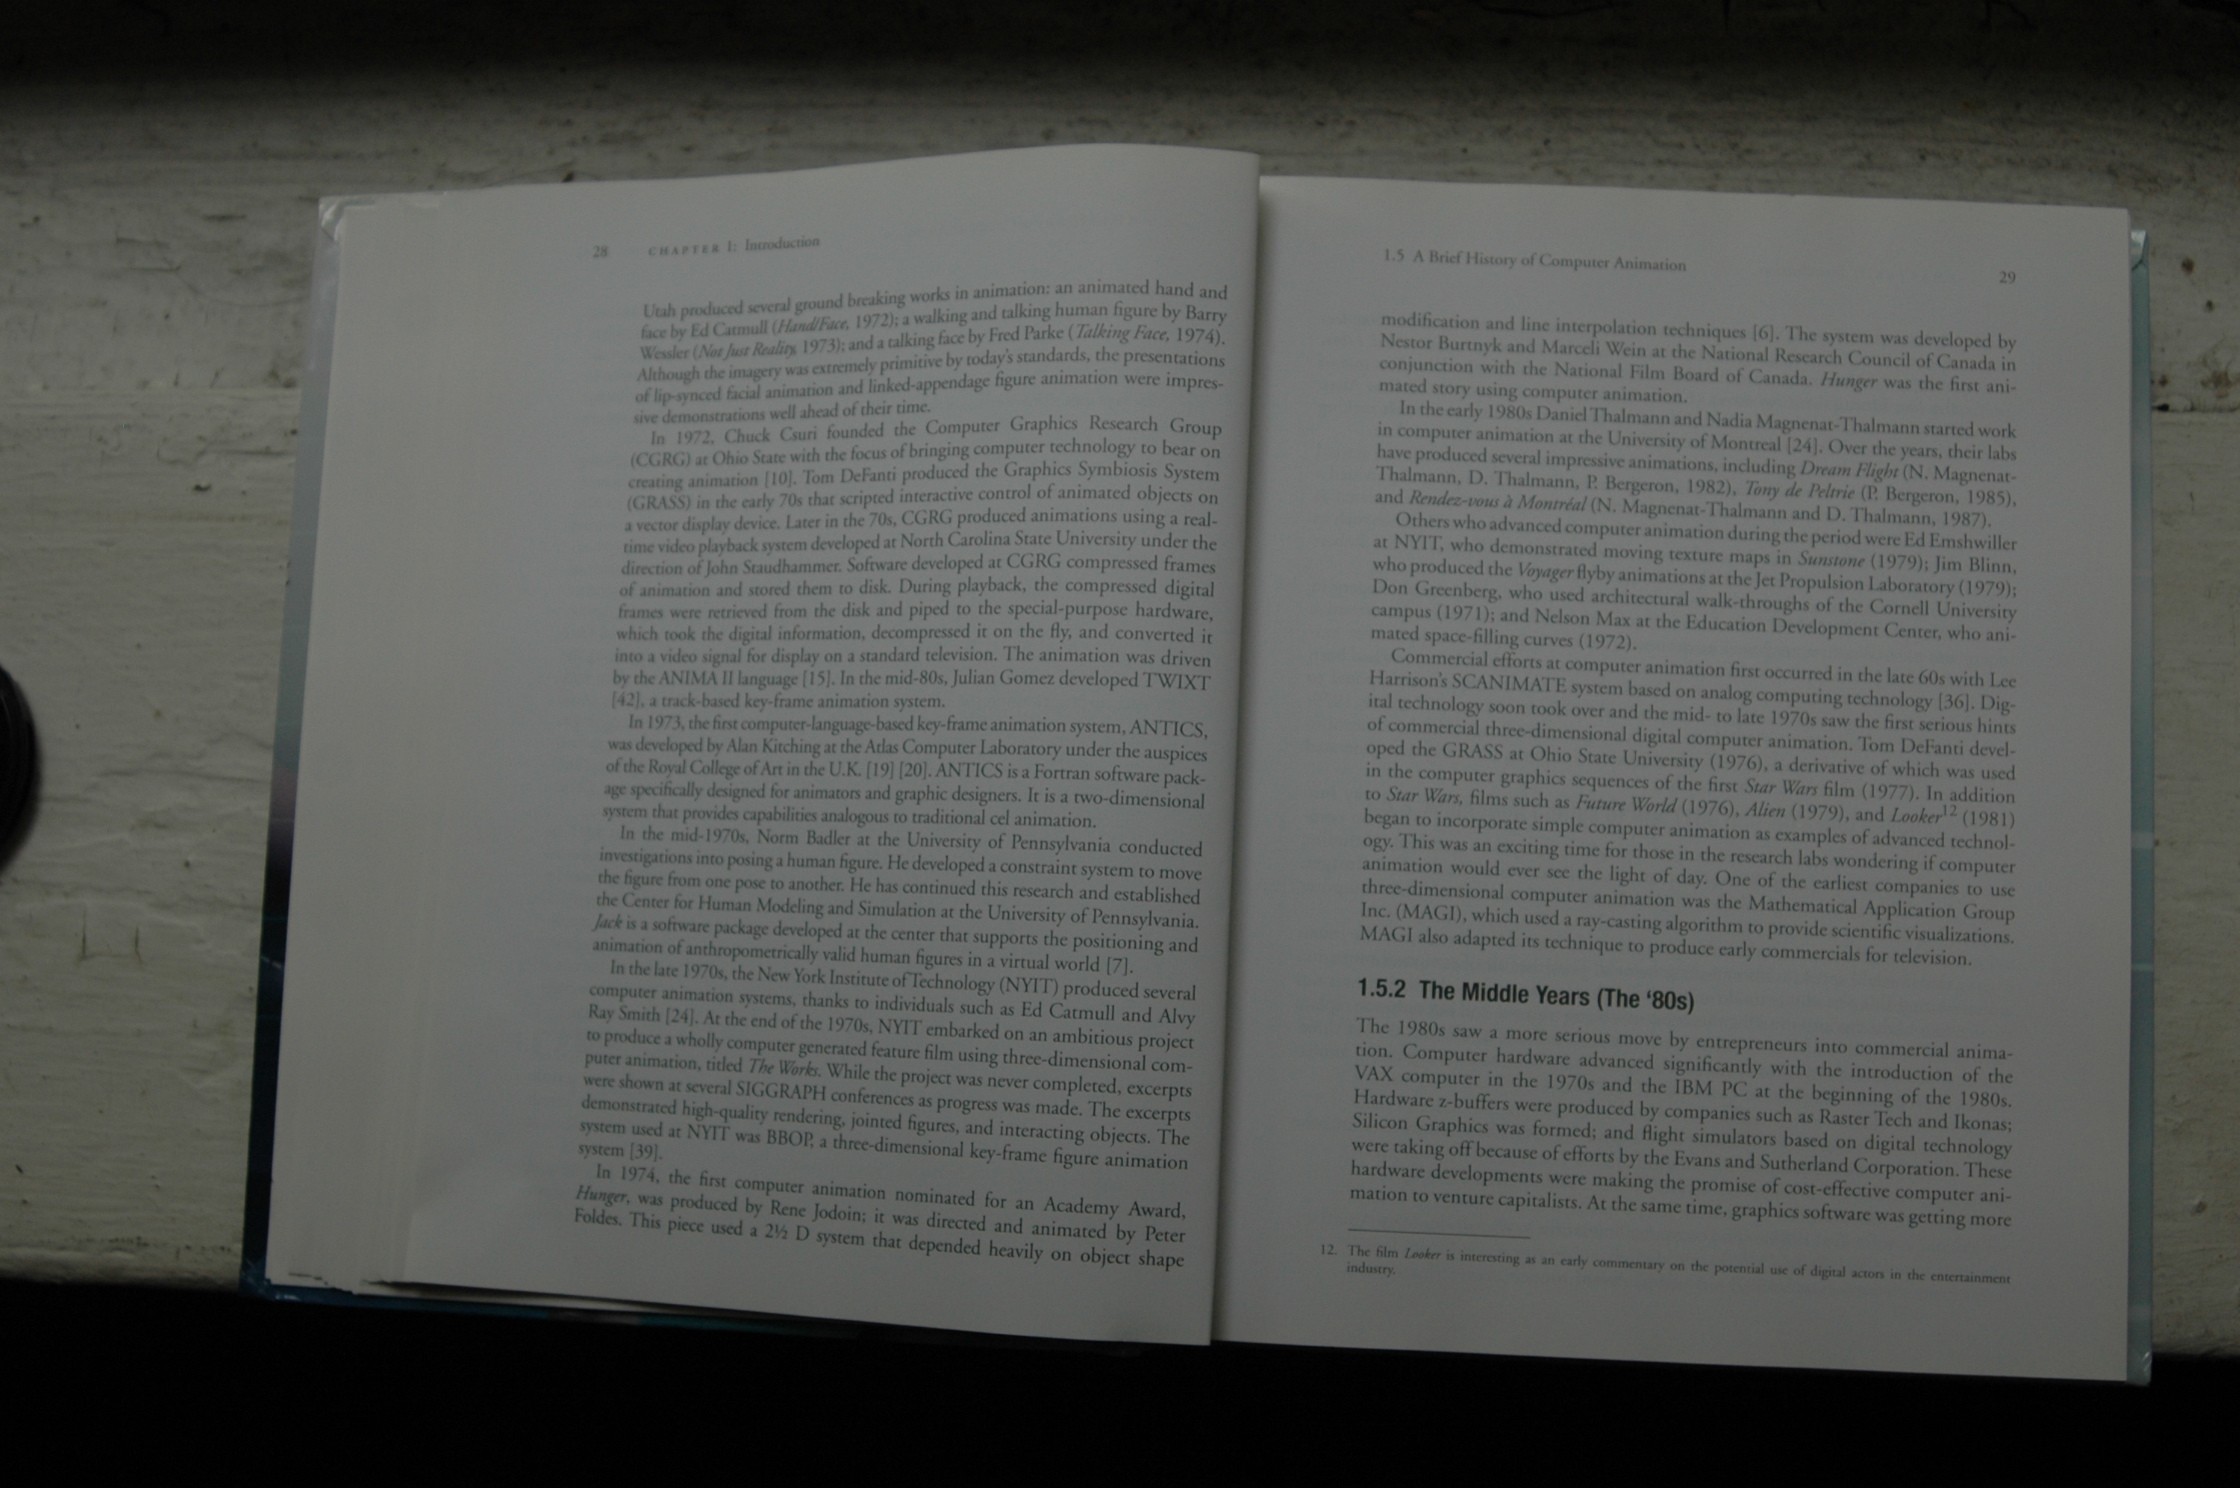 28 CHAPTER 1: Introduction
Utah produced several ground breaking works in animation: an animated hand and
face by Ed Catmull (Hand/Face, 1972); a walking and talking human figure by Barry
Wessler (Not Just Reality, 1973); and a talking face by Fred Parke (Talking Face, 1974).
Although the imagery was extremely primitive by today's standards, the presentations
of lip-synced facial animation and linked-appendage figure animation were impres-
sive demonstrations well ahead of their time.
In 1972, Chuck Csuri founded the Computer Graphics Research Group
(CGRG) at Ohio State with the focus of bringing computer technology to bear on
creating animation [10]. Tom DeFanti produced the Graphics Symbiosis System
(GRASS) in the early 70s that scripted interactive control of animated objects on
a vector display device. Later in the 70s, CGRG produced animations using a real-
time video playback system developed at North Carolina State University under the
direction of John Staudhammer. Software developed at CGRG compressed frames
of animation and stored them to disk. During playback, the compressed digital
frames were retrieved from the disk and piped to the special-purpose hardware,
which took the digital information, decompressed it on the fly, and converted it
into a video signal for display on a standard television. The animation was driven
by the ANIMA II language [15]. In the mid-80s, Julian Gomez developed TWIXT
[42], a track-based key-frame animation system.
In 1973, the first computer-language-based key-frame animation system, ANTICS,
was developed by Alan Kitching at the Atlas Computer Laboratory under the auspices
of the Royal College of Art in the U.K. [19] [20]. ANTICS is a Fortran software pack-
age specifically designed for animators and graphic designers. It is a two-dimensional
system that provides capabilities analogous to traditional cel animation.
In the mid-1970s, Norm Badler at the University of Pennsylvania conducted
investigations into posing a human figure. He developed a constraint system to move
the figure from one pose to another. He has continued this research and established
the Center for Human Modeling and Simulation at the University of Pennsylvania.
Jack is a software package developed at the center that supports the positioning and
animation of anthropometrically valid human figures in a virtual world [7].
In the late 1970s, the New York Institute of Technology (NYIT) produced several
computer animation systems, thanks to individuals such as Ed Catmull and Alvy
Ray Smith [24]. At the end of the 1970s, NYIT embarked on an ambitious project
to produce a wholly computer generated feature film using three-dimensional com-
puter animation, titled The Works. While the project was never completed, excerpts
were shown at several SIGGRAPH conferences as progress was made. The excerpts
demonstrated high-quality rendering, jointed figures, and interacting objects. The
system used at NYIT was BBOP, a three-dimensional key-frame figure animation
system [39].
In 1974, the first computer animation nominated for an Academy Award,
Hunger, was produced by Rene Jodoin; it was directed and animated by Peter
Foldes. This piece used a 2½ D system that depended heavily on object shape
1.5 A Brief History of Computer Animation 29
modification and line interpolation techniques [6]. The system was developed by
Nestor Burtnyk and Marceli Wein at the National Research Council of Canada in
conjunction with the National Film Board of Canada. Hunger was the first ani-
mated story using computer animation.
In the early 1980s Daniel Thalmann and Nadia Magnenat-Thalmann started work
in computer animation at the University of Montreal [24]. Over the years, their labs
have produced several impressive animations, including Dream Flight (N. Magnenat-
Thalmann, D. Thalmann, P. Bergeron, 1982), Tony de Peltrie (P. Bergeron, 1985),
and Rendez-vous à Montréal (N. Magnenat-Thalmann and D. Thalmann, 1987).
Others who advanced computer animation during the period were Ed Emshwiller
at NYIT, who demonstrated moving texture maps in Sunstone (1979); Jim Blinn,
who produced the Voyager flyby animations at the Jet Propulsion Laboratory (1979);
Don Greenberg, who used architectural walk-throughs of the Cornell University
campus (1971); and Nelson Max at the Education Development Center, who ani-
mated space-filling curves (1972).
Commercial efforts at computer animation first occurred in the late 60s with Lee
Harrison's SCANIMATE system based on analog computing technology [36]. Dig-
ital technology soon took over and the mid- to late 1970s saw the first serious hints
of commercial three-dimensional digital computer animation. Tom DeFanti devel-
oped the GRASS at Ohio State University (1976), a derivative of which was used
in the computer graphics sequences of the first Star Wars film (1977). In addition
to Star Wars, films such as Future World (1976), Alien (1979), and Looker12 (1981)
began to incorporate simple computer animation as examples of advanced technol-
ogy. This was an exciting time for those in the research labs wondering if computer
animation would ever see the light of day. One of the earliest companies to use
three-dimensional computer animation was the Mathematical Application Group
Inc. (MAGI), which used a ray-casting algorithm to provide scientific visualizations.
MAGI also adapted its technique to produce early commercials for television.
1.5.2 The Middle Years (The '80s)
The 1980s saw a more serious move by entrepreneurs into commercial anima-
tion. Computer hardware advanced significantly with the introduction of the
VAX computer in the 1970s and the IBM PC at the beginning of the 1980s.
Hardware z-buffers were produced by companies such as Raster Tech and Ikonas;
Silicon Graphics was formed; and flight simulators based on digital technology
were taking off because of efforts by the Evans and Sutherland Corporation. These
hardware developments were making the promise of cost-effective computer ani-
mation to venture capitalists. At the same time, graphics software was getting more
12. The film Looker is interesting as an early commentary on the potential use of digital actors in the entertainment
industry.